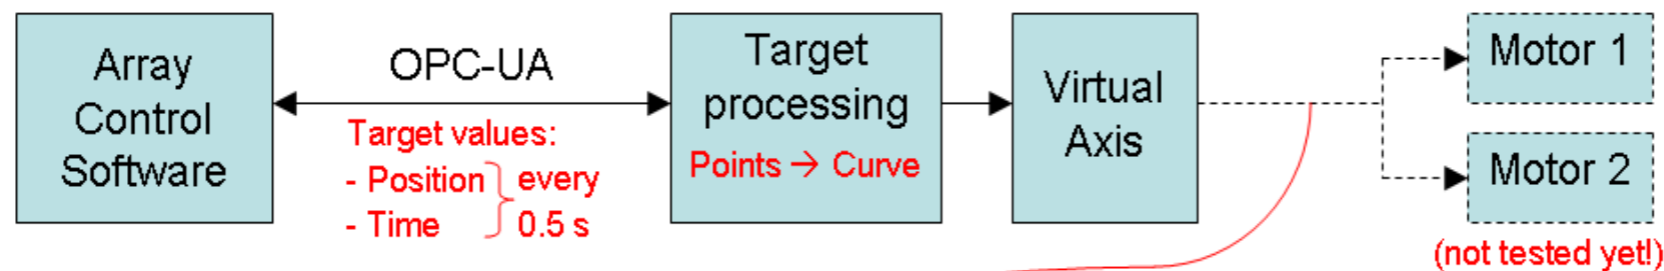 Array
Control
Software
OPC-UA
Target values:
- Position
- Time
every
0.5 s
Target
processing
Points → Curve
Virtual
Axis
Motor 1
Motor 2
(not tested yet!)